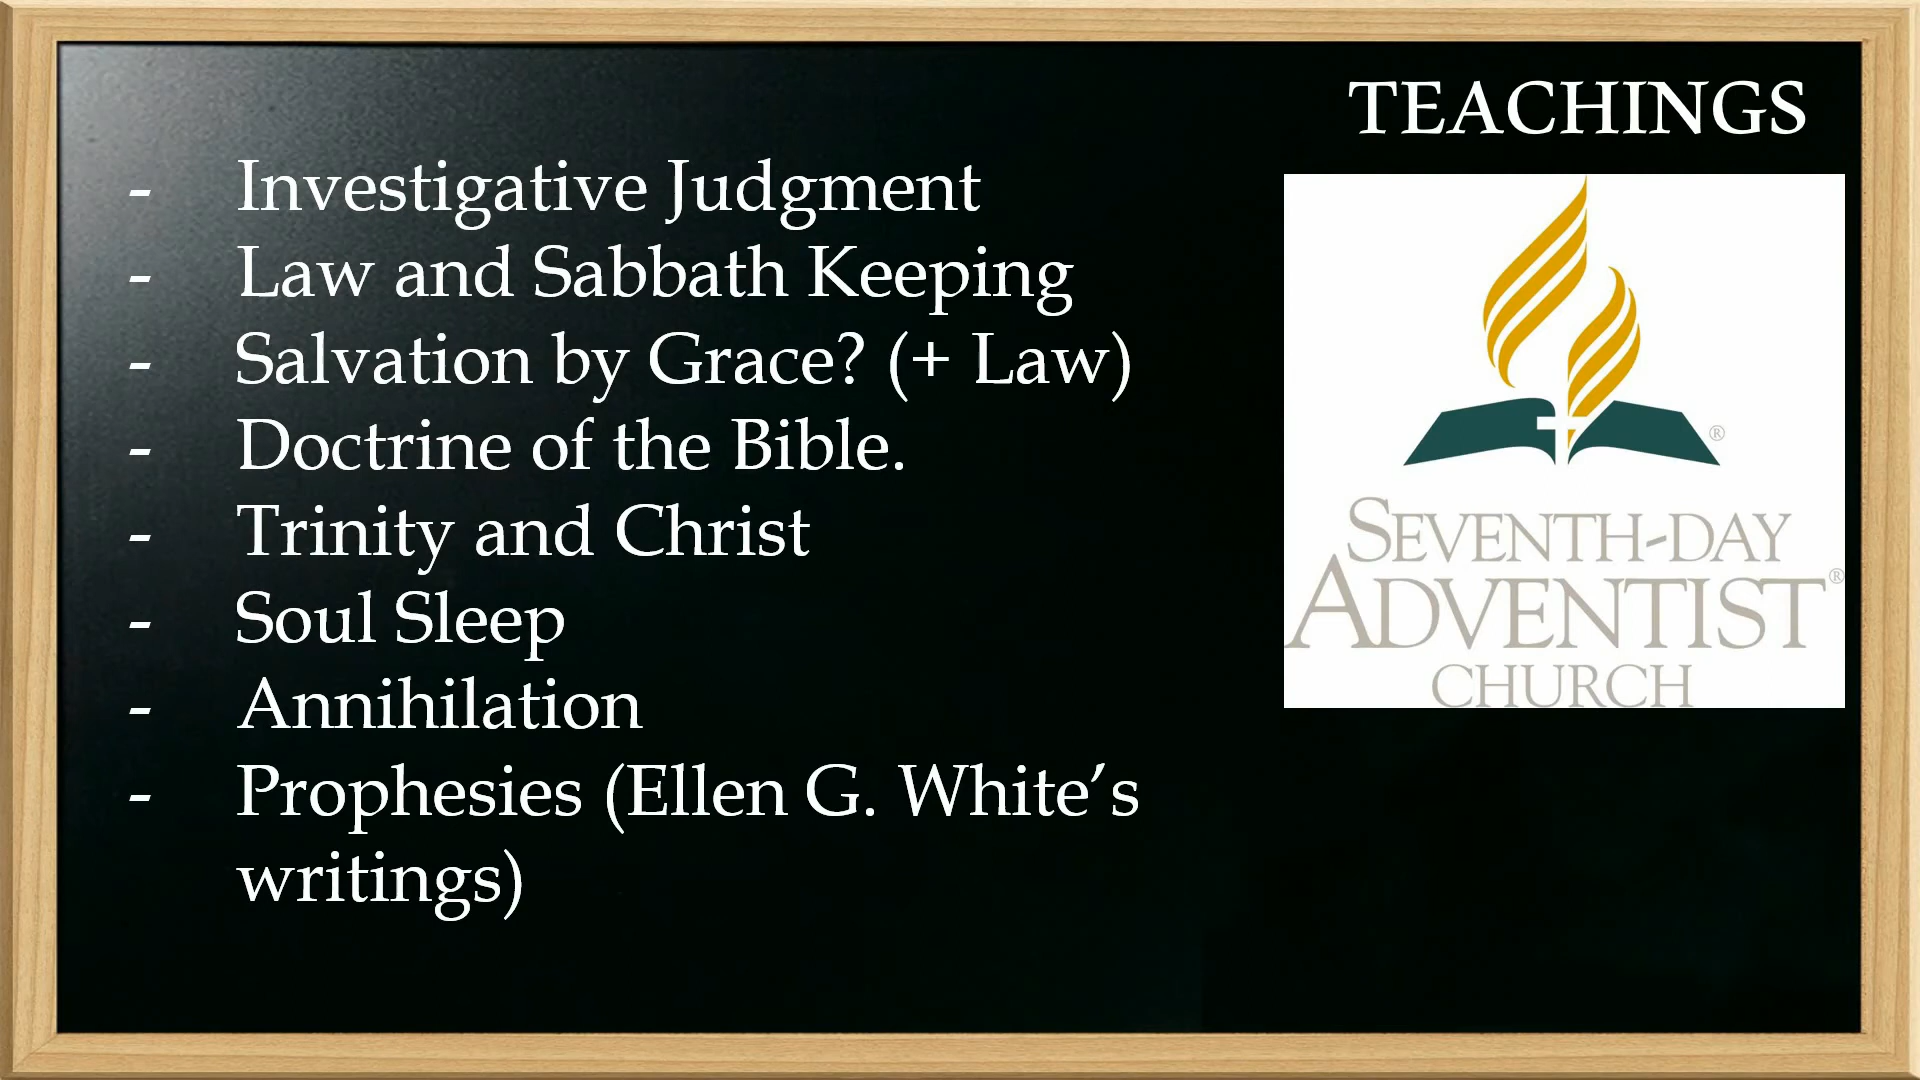 TEACHINGS
- Investigative Judgment
- Law and Sabbath Keeping
- Salvation by Grace? (+ Law)
- Doctrine of the Bible.
- Trinity and Christ
- Soul Sleep
- Annihilation
- Prophesies (Ellen G. White’s
writings)
®
SEVENTH-DAY
ADVENTIST®
CHURCH